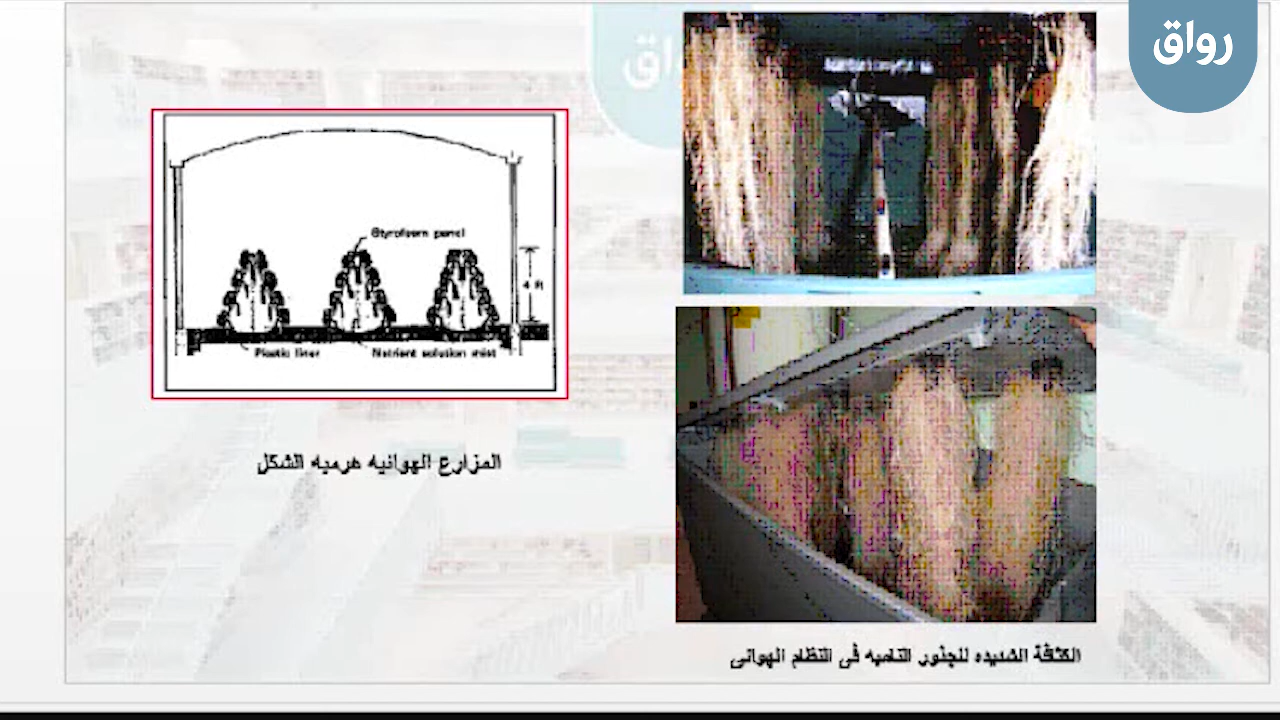 رواق
Styrofoam panel
4 ft
Plastic liner
Nutrient solution mist
المزارع الهوائيه هرميه الشكل
الكثافة الشديده للجذور الناميه فى النظام الهوائى